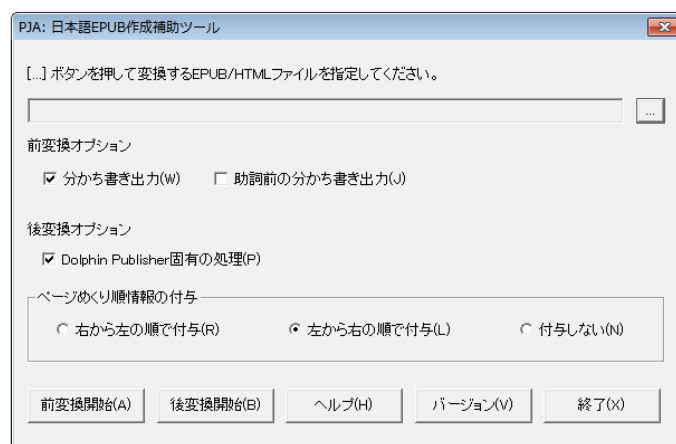 PJA: 日本語EPUB作成補助ツール
[...] ボタンを押して変換するEPUB/HTMLファイルを指定してください。
...
前変換オプション
分かち書き出力(W) 助詞前の分かち書き出力(J)
後変換オプション
Dolphin Publisher固有の処理(P)
ページめくり順情報の付与
右から左の順で付与(R) 左から右の順で付与(L) 付与しない(N)
前変換開始(A) 後変換開始(B) ヘルプ(H) バージョン(V) 終了(X)